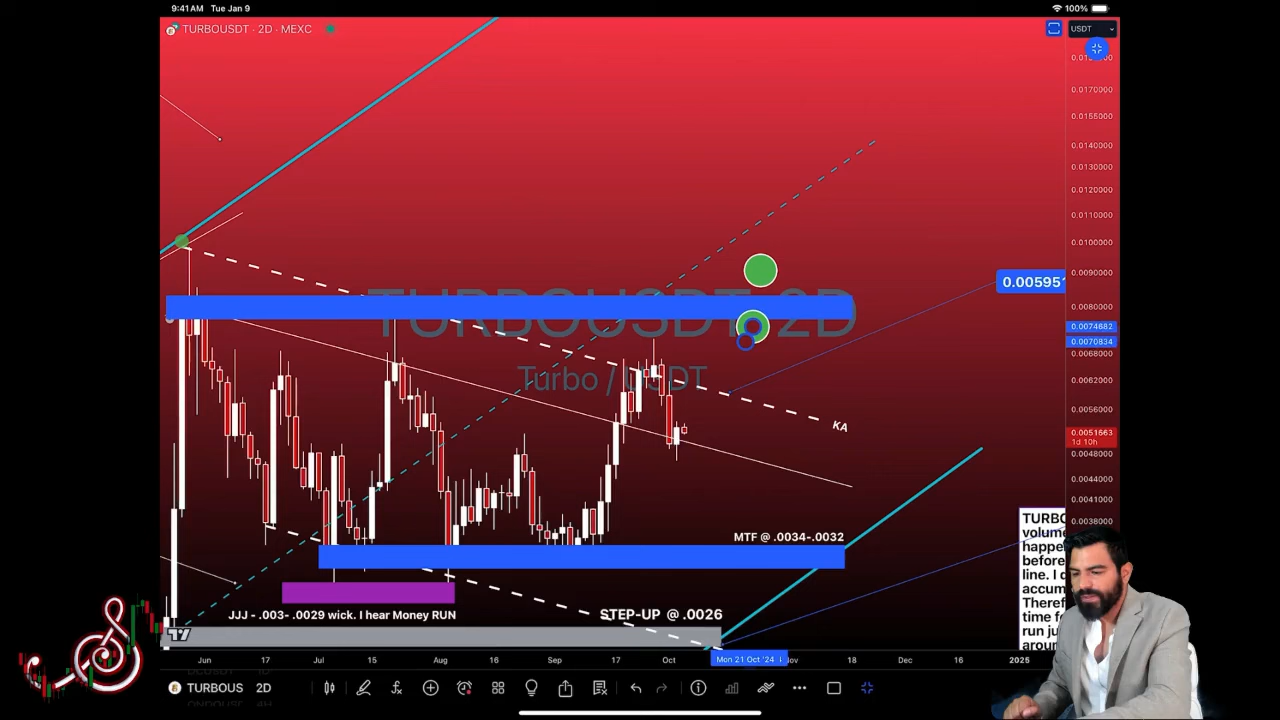 9:41 AM Tue Jan 9
100%
TURBOUSDT · 2D · MEXC
USDT
0.0170000
0.0155000
0.0140000
0.0130000
0.0120000
0.0110000
0.0100000
0.0090000
0.005951
0.0080000
TURBOUSDT 2D
0.0074682
0.0070834
0.0068000
Turbo / USDT
0.0062000
0.0056000
KA
0.0051663
1d 10h
0.0048000
0.0044000
0.0041000
0.0038000
MTF @ .0034-.0032
TURBO
volume
happe
before
line. I d
accum
Theref
time fo
run ju
aroun
JJJ - .003- .0029 wick. I hear Money RUN
STEP-UP @ .0026
Jun 17 Jul 15 Aug 16 Sep 17 Oct Mon 21 Oct '24 Nov 18 Dec 16 2025
TURBOUS 2D